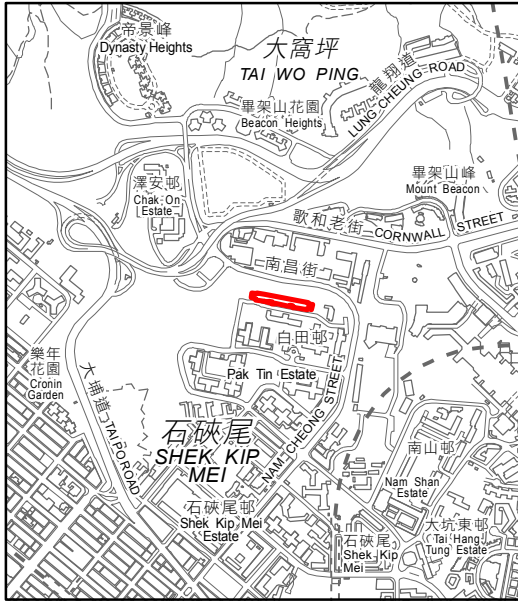 帝景峰
Dynasty Heights
大窩坪
TAI WO PING
龍翔道
LUNG CHEUNG ROAD
畢架山花園
Beacon Heights
澤安邨
Chak On
Estate
畢架山峰
Mount Beacon
歌和老街 CORNWALL STREET
南昌街
白田邨
Pak Tin Estate
NAM CHEONG STREET
樂年
花園
Cronin
Garden
大埔道 TAI PO ROAD
石硤尾
SHEK KIP
MEI
南山邨
Nam Shan
Estate
石硤尾邨
Shek Kip Mei
Estate
石硤尾
Shek Kip
Mei
大坑東邨
Tai Hang
Tung Estate